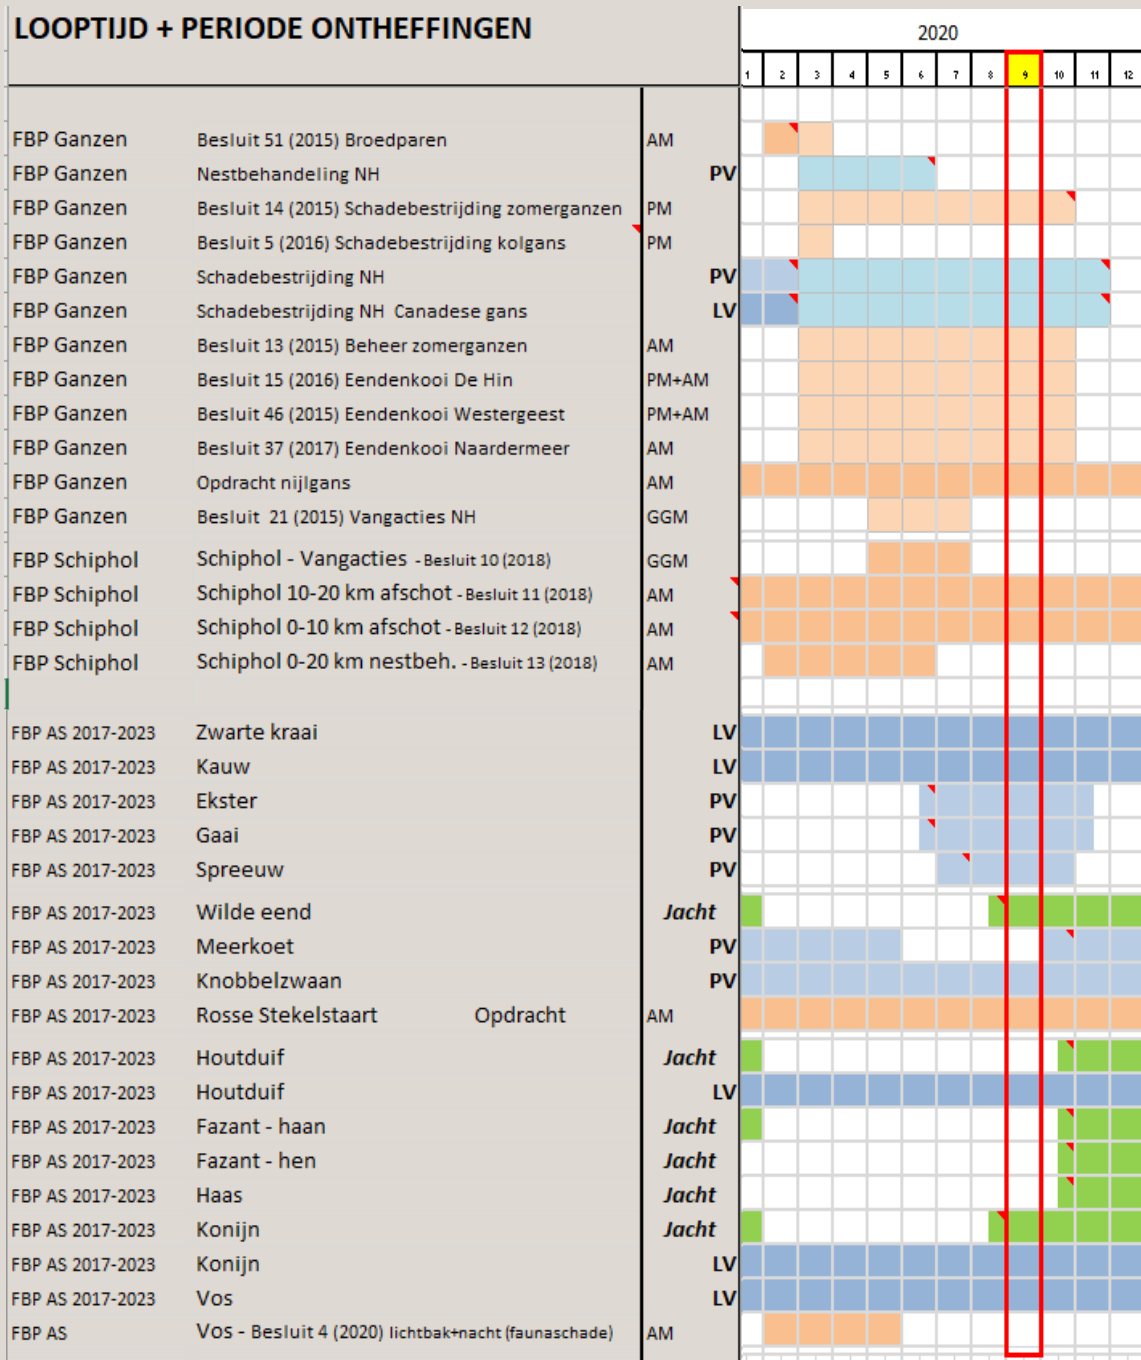 LOOPTIJD + PERIODE ONTHEFFINGEN
2020
1 2 3 4 5 6 7 8 9 10 11 12
FBP Ganzen Besluit 51 (2015) Broedparen AM
FBP Ganzen Nestbehandeling NH PV
FBP Ganzen Besluit 14 (2015) Schadebestrijding zomerganzen PM
FBP Ganzen Besluit 5 (2016) Schadebestrijding kolgans PM
FBP Ganzen Schadebestrijding NH PV
FBP Ganzen Schadebestrijding NH Canadese gans LV
FBP Ganzen Besluit 13 (2015) Beheer zomerganzen AM
FBP Ganzen Besluit 15 (2016) Eendenkooi De Hin PM+AM
FBP Ganzen Besluit 46 (2015) Eendenkooi Westergeest PM+AM
FBP Ganzen Besluit 37 (2017) Eendenkooi Naardermeer AM
FBP Ganzen Opdracht nijlgans AM
FBP Ganzen Besluit 21 (2015) Vangacties NH GGM
FBP Schiphol Schiphol - Vangacties - Besluit 10 (2018) GGM
FBP Schiphol Schiphol 10-20 km afschot - Besluit 11 (2018) AM
FBP Schiphol Schiphol 0-10 km afschot - Besluit 12 (2018) AM
FBP Schiphol Schiphol 0-20 km nestbeh. - Besluit 13 (2018) AM
FBP AS 2017-2023 Zwarte kraai LV
FBP AS 2017-2023 Kauw LV
FBP AS 2017-2023 Ekster PV
FBP AS 2017-2023 Gaai PV
FBP AS 2017-2023 Spreeuw PV
FBP AS 2017-2023 Wilde eend Jacht
FBP AS 2017-2023 Meerkoet PV
FBP AS 2017-2023 Knobbelzwaan PV
FBP AS 2017-2023 Rosse Stekelstaart Opdracht AM
FBP AS 2017-2023 Houtduif Jacht
FBP AS 2017-2023 Houtduif LV
FBP AS 2017-2023 Fazant - haan Jacht
FBP AS 2017-2023 Fazant - hen Jacht
FBP AS 2017-2023 Haas Jacht
FBP AS 2017-2023 Konijn Jacht
FBP AS 2017-2023 Konijn LV
FBP AS 2017-2023 Vos LV
FBP AS Vos - Besluit 4 (2020) lichtbak+nacht (faunaschade) AM